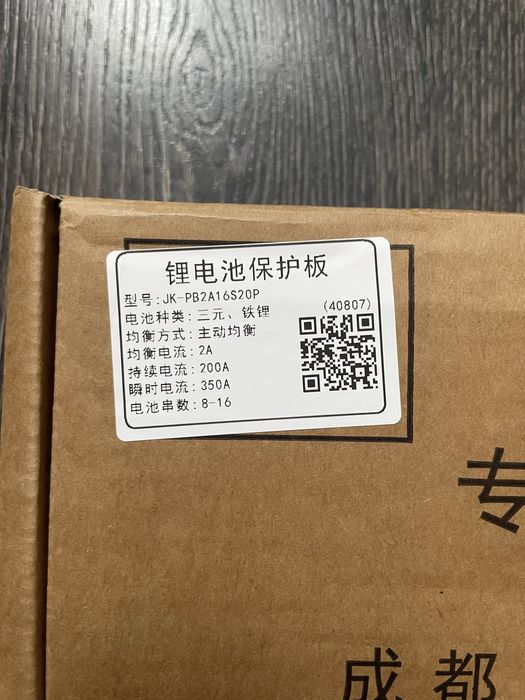 锂电池保护板
型号:JK-PB2A16S20P
电池种类:三元、铁锂
(40807)
均衡方式:主动均衡
均衡电流:2A
持续电流:200A
瞬时电流:350A
电池串数:8-16
专
成都